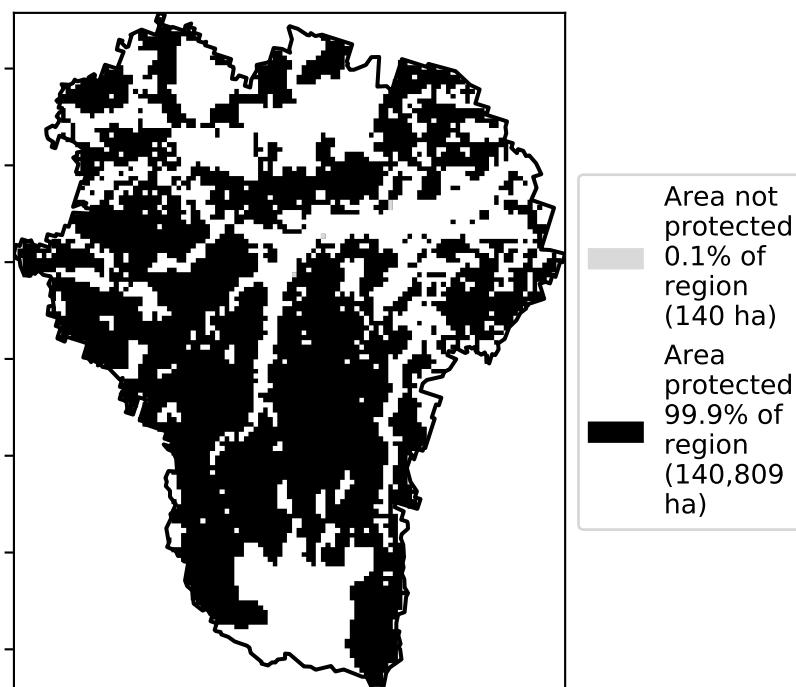 Area not
protected
0.1% of
region
(140 ha)
Area
protected
99.9% of
region
(140,809
ha)